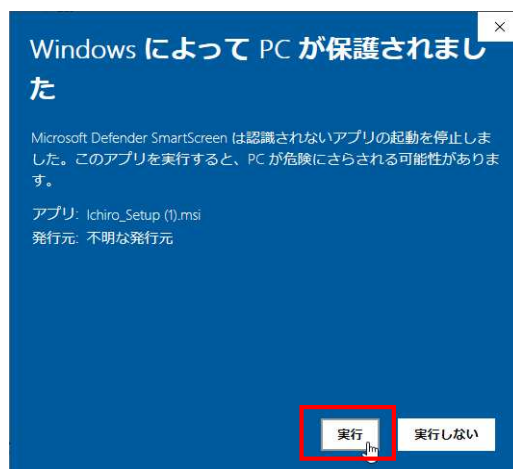 Windows によって PC が保護されまし
た
Microsoft Defender SmartScreen は認識されないアプリの起動を停止しま
した。このアプリを実行すると、PC が危険にさらされる可能性がありま
す。
アプリ: Ichiro_Setup (1).msi
発行元: 不明な発行元
実行 実行しない